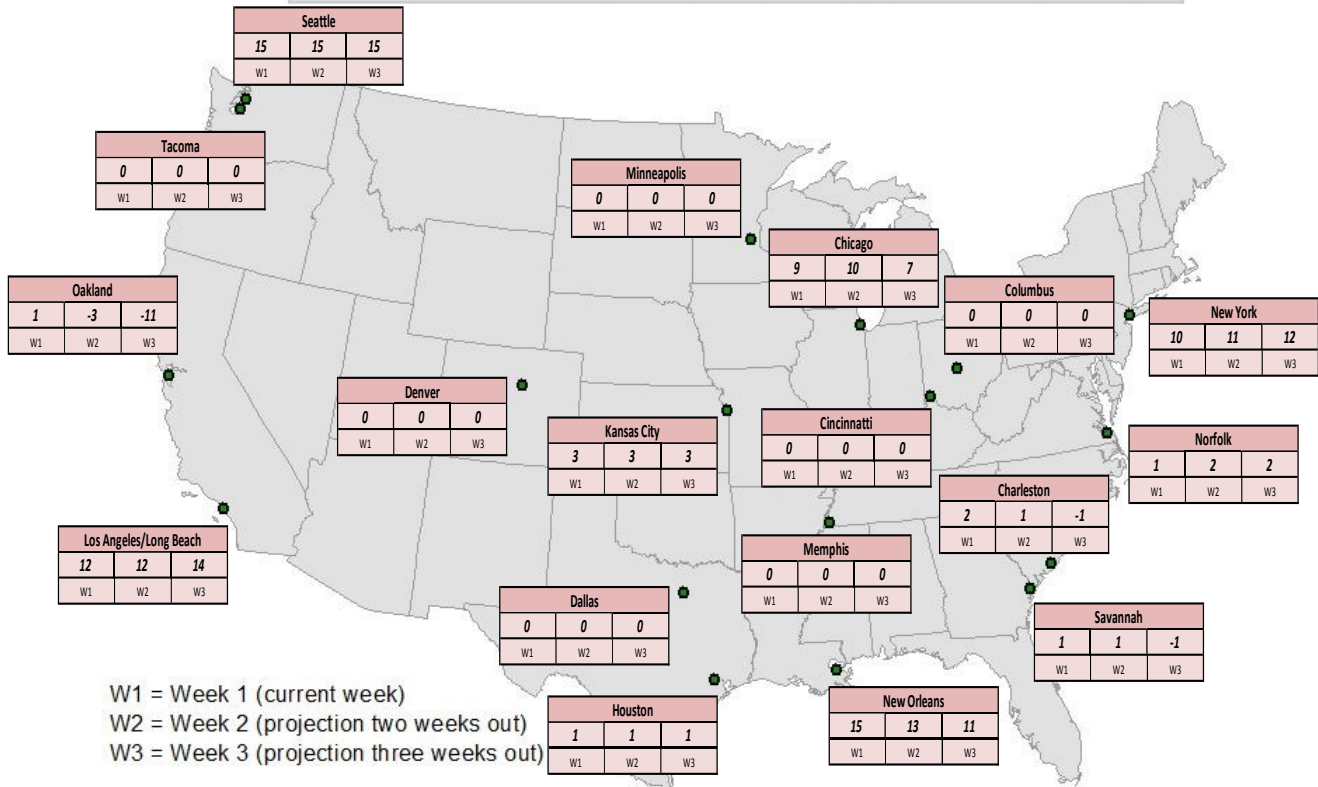 Seattle
15 15 15
W1 W2 W3
Tacoma
0 0 0
W1 W2 W3
Minneapolis
0 0 0
W1 W2 W3
Chicago
9 10 7
W1 W2 W3
Oakland
1 -3 -11
W1 W2 W3
Columbus
0 0 0
W1 W2 W3
New York
10 11 12
W1 W2 W3
Denver
0 0 0
W1 W2 W3
Kansas City
3 3 3
W1 W2 W3
Cincinnatti
0 0 0
W1 W2 W3
Norfolk
1 2 2
W1 W2 W3
Charleston
2 1 -1
W1 W2 W3
Los Angeles/Long Beach
12 12 14
W1 W2 W3
Memphis
0 0 0
W1 W2 W3
Dallas
0 0 0
W1 W2 W3
Savannah
1 1 -1
W1 W2 W3
New Orleans
15 13 11
W1 W2 W3
Houston
1 1 1
W1 W2 W3
W1 = Week 1 (current week)
W2 = Week 2 (projection two weeks out)
W3 = Week 3 (projection three weeks out)